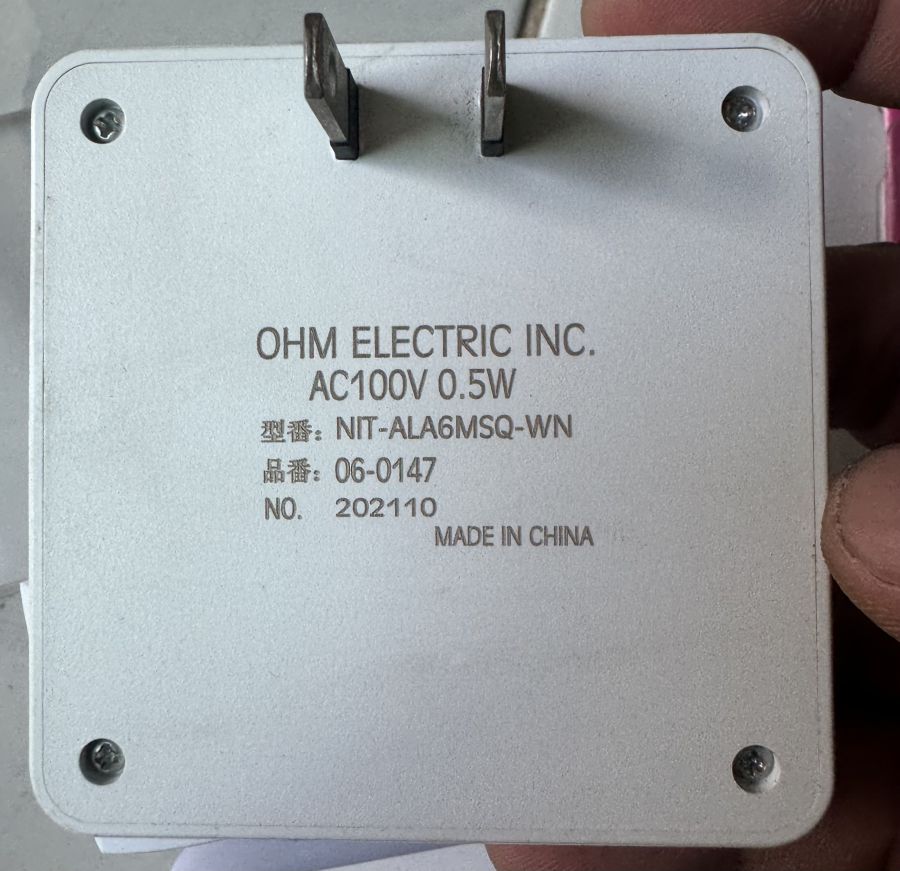 OHM ELECTRIC INC.
AC100V 0.5W
型番: NIT-ALA6MSQ-WN
品番: 06-0147
NO. 202110
MADE IN CHINA